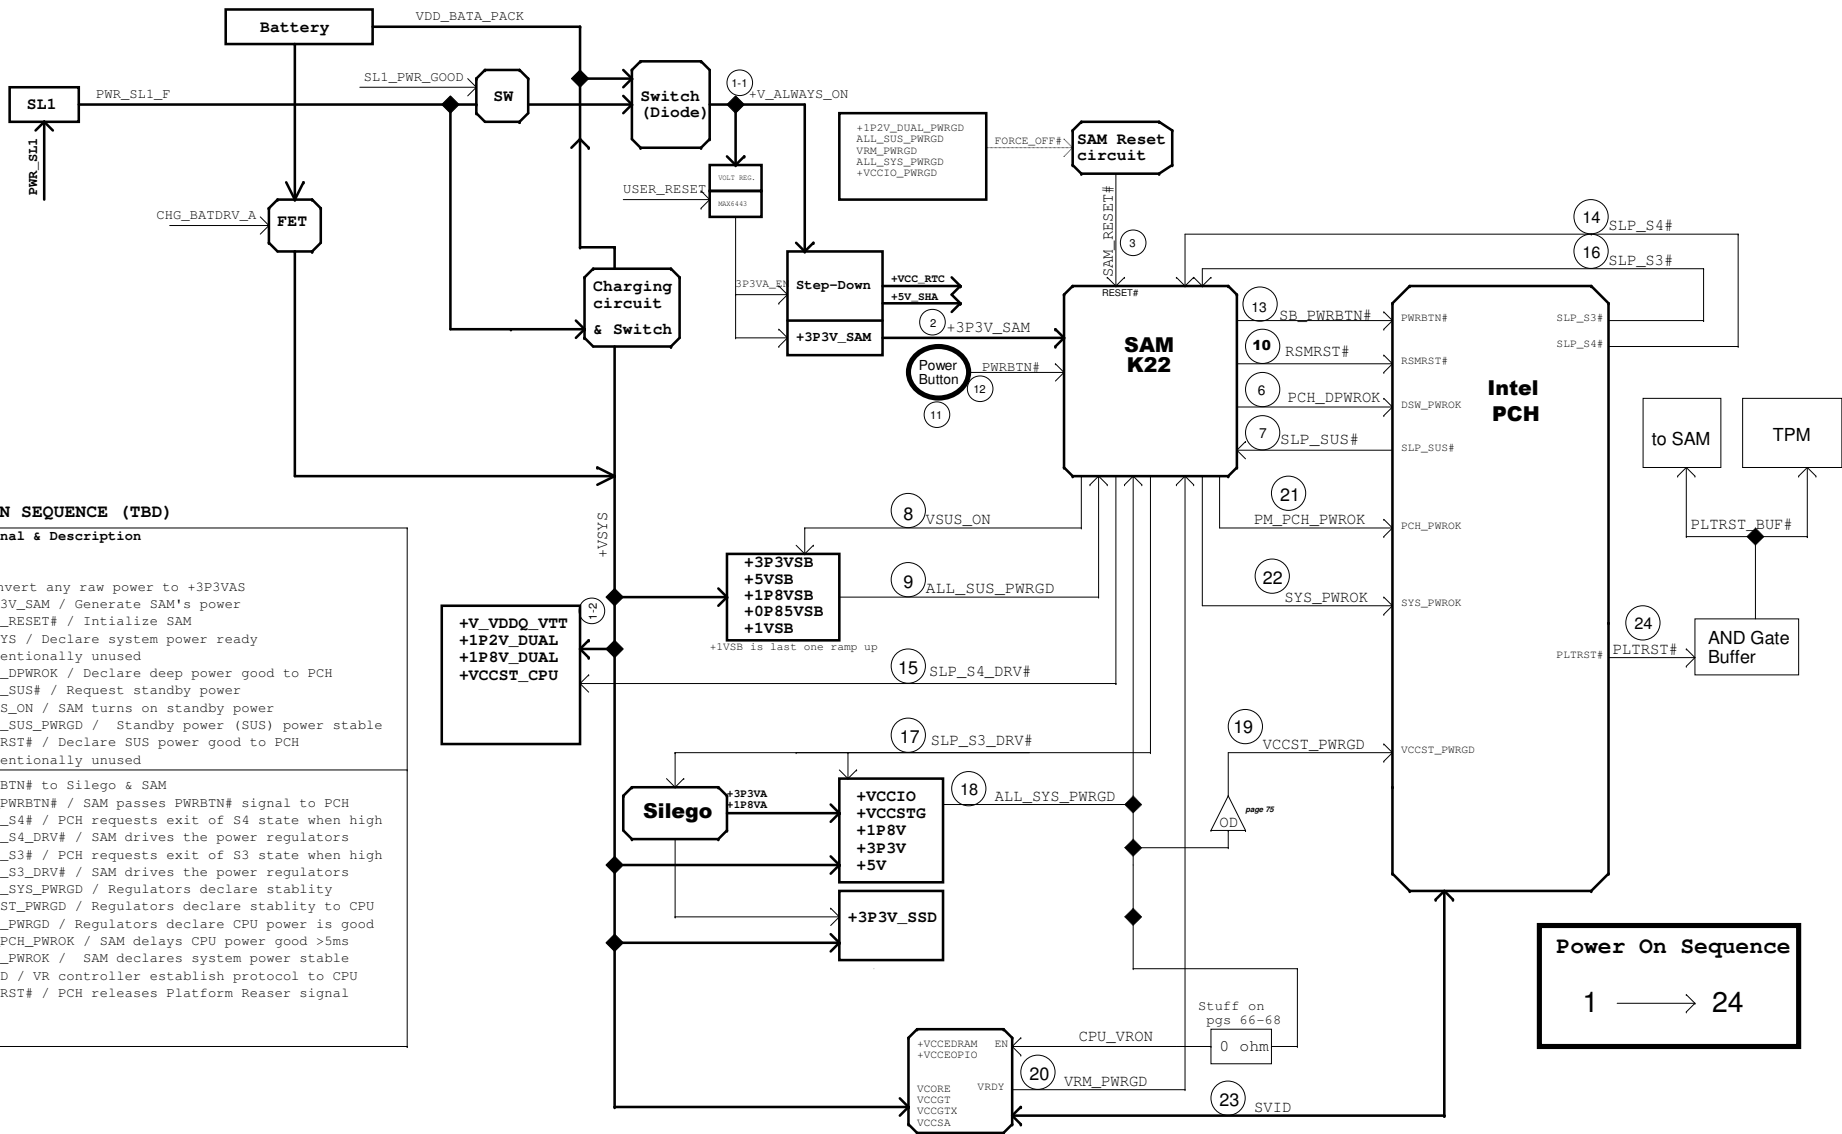 Battery
VDD_BATA_PACK
SL1
PWR_SL1_F
PWR_SL1
SL1_PWR_GOOD
SW
Switch
(Diode)
1-1
+V_ALWAYS_ON
VOLT REG.
MAX6443
USER_RESET
CHG_BATDRV_A
FET
Charging
circuit
& Switch
3P3VA_EN
Step-Down
+3P3V_SAM
+VCC_RTC
+5V_SHA
2
+3P3V_SAM
+1P2V_DUAL_PWRGD
ALL_SUS_PWRGD
VRM_PWRGD
ALL_SYS_PWRGD
+VCCIO_PWRGD
FORCE_OFF#
SAM Reset
circuit
SAM_RESET#
3
RESET#
SAM
K22
Power
Button
PWRBTN#
12
11
14
SLP_S4#
16
SLP_S3#
13
SB_PWRBTN#
10
RSMRST#
6
PCH_DPWROK
7
SLP_SUS#
21
PM_PCH_PWROK
22
SYS_PWROK
PWRBTN#
RSMRST#
DSW_PWROK
SLP_SUS#
PCH_PWROK
SYS_PWROK
VCCST_PWRGD
SLP_S3#
SLP_S4#
PLTRST#
Intel
PCH
to SAM
TPM
PLTRST_BUF#
24
PLTRST#
AND Gate
Buffer
+VSYS
8
VSUS_ON
9
ALL_SUS_PWRGD
+3P3VSB
+5VSB
+1P8VSB
+0P85VSB
+1VSB
+1VSB is last one ramp up
1-2
+V_VDDQ_VTT
+1P2V_DUAL
+1P8V_DUAL
+VCCST_CPU
15
SLP_S4_DRV#
17
SLP_S3_DRV#
Silego
+3P3VA
+1P8VA
+VCCIO
+VCCSTG
+1P8V
+3P3V
+5V
18
ALL_SYS_PWRGD
+3P3V_SSD
19
VCCST_PWRGD
OD
page 75
Stuff on
pgs 66-68
0 ohm
CPU_VRON
+VCCEDRAM
+VCCEOPIO
EN
VCORE
VCCGT
VCCGTX
VCCSA
VRDY
20
VRM_PWRGD
23
SVID
Power On Sequence
1
24
N SEQUENCE (TBD)
nal & Description
nvert any raw power to +3P3VAS
3V_SAM / Generate SAM's power
_RESET# / Intialize SAM
YS / Declare system power ready
entionally unused
_DPWROK / Declare deep power good to PCH
_SUS# / Request standby power
S_ON / SAM turns on standby power
_SUS_PWRGD / Standby power (SUS) power stable
RST# / Declare SUS power good to PCH
entionally unused
BTN# to Silego & SAM
PWRBTN# / SAM passes PWRBTN# signal to PCH
_S4# / PCH requests exit of S4 state when high
_S4_DRV# / SAM drives the power regulators
_S3# / PCH requests exit of S3 state when high
_S3_DRV# / SAM drives the power regulators
_SYS_PWRGD / Regulators declare stablity
ST_PWRGD / Regulators declare stablity to CPU
_PWRGD / Regulators declare CPU power is good
PCH_PWROK / SAM delays CPU power good >5ms
_PWROK / SAM declares system power stable
D / VR controller establish protocol to CPU
RST# / PCH releases Platform Reaser signal